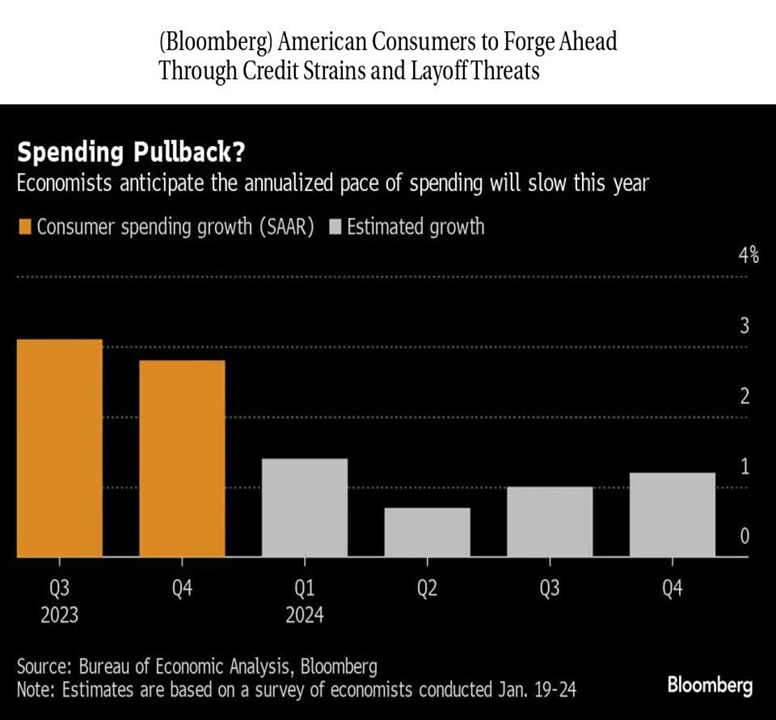 (Bloomberg) American Consumers to Forge Ahead
Through Credit Strains and Layoff Threats
Spending Pullback?
Economists anticipate the annualized pace of spending will slow this year
Consumer spending growth (SAAR) Estimated growth
4%
3
2
1
0
Q3 Q4 Q1 Q2 Q3 Q4
2023 2024
Source: Bureau of Economic Analysis, Bloomberg
Note: Estimates are based on a survey of economists conducted Jan. 19-24
Bloomberg